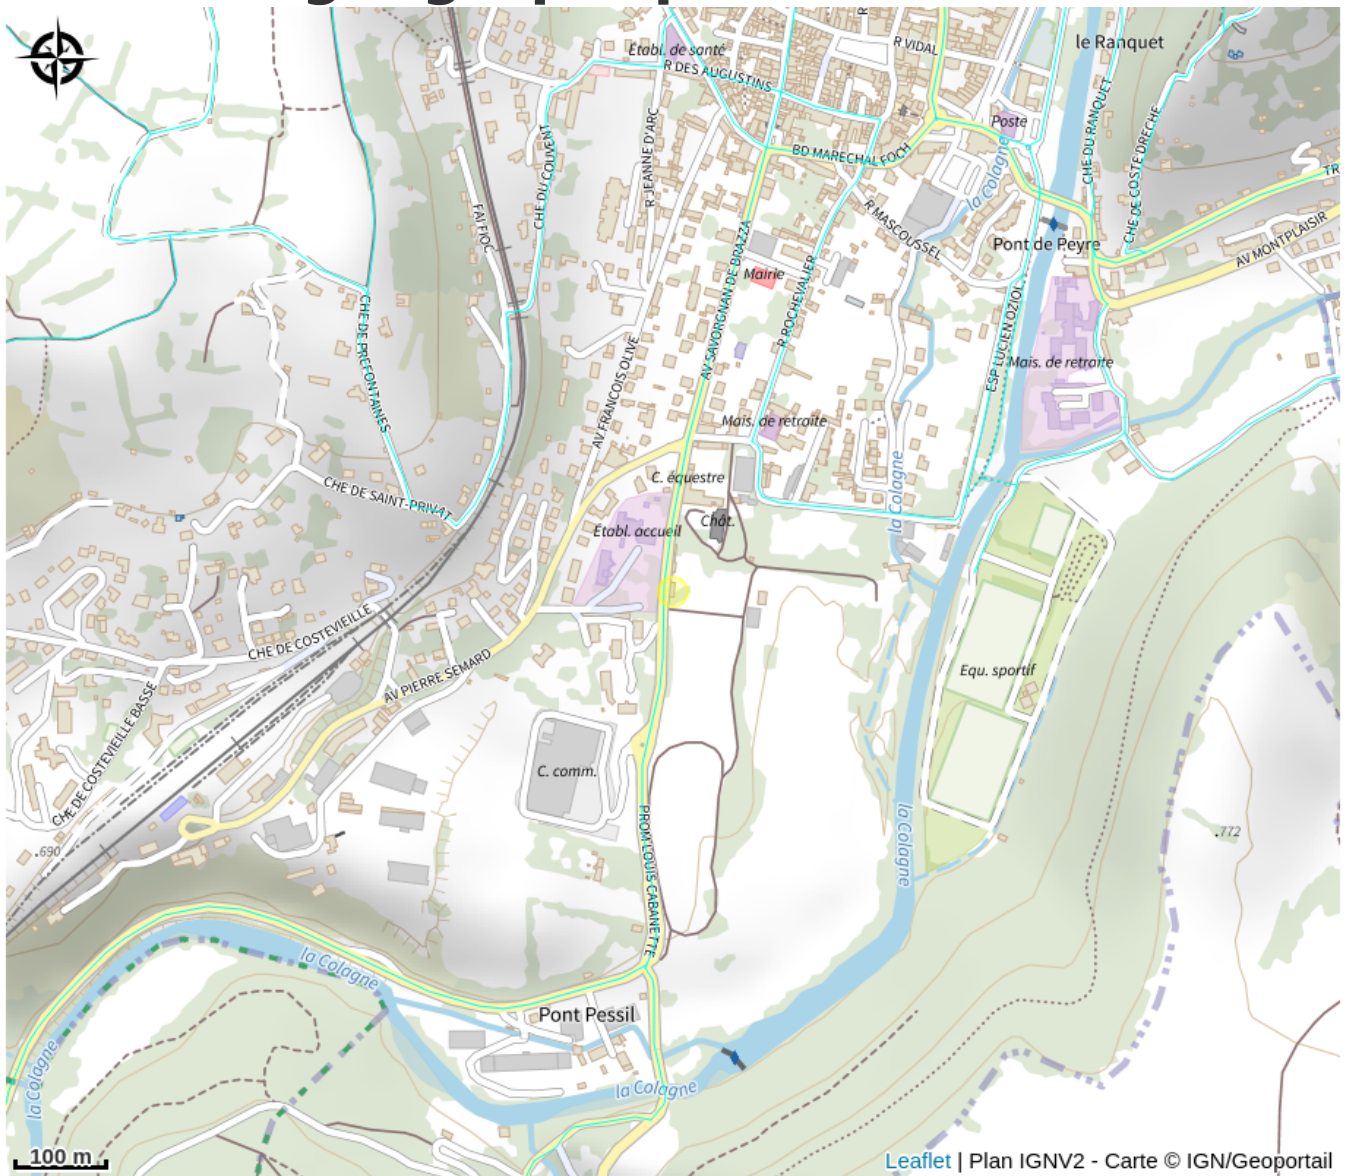 le Ranquet
R VIDAL
R
Établ. de santé
R DES AUGUSTINS
CHE DU RANQUET
Poste
CHE DE COSTE DRECHE
CHE DU COUVENT
R JEANNE D'ARC
BD MARECHAL FOCH
la Colagne
TR
FAI FIOC
R MASCOUSSEL
Pont de Peyre
AV MONTPLAISIR
Mairie
AV SAVORGNAN DE BRAZZA
R ROCHEVALIER
ESP LUCIEN OZIOL
CHE DE PREFONTAINES
AV FRANCOIS OLIVE
Mais. de retraite
Mais. de retraite
C. équestre
CHE DE SAINT-PRIVAT
la Colagne
Chât.
Établ. accueil
CHE DE COSTEVIEILLE
AV PIERRE SEMARD
Equ. sportif
CHE DE COSTEVIEILLE BASSE
C. comm.
PROM LOUIS CABANETTE
la Colagne
.772
.690
la Colagne
Pont Pessil
la Colagne
la Colagne
100 m
Leaflet | Plan IGNV2 - Carte © IGN/Geoportail